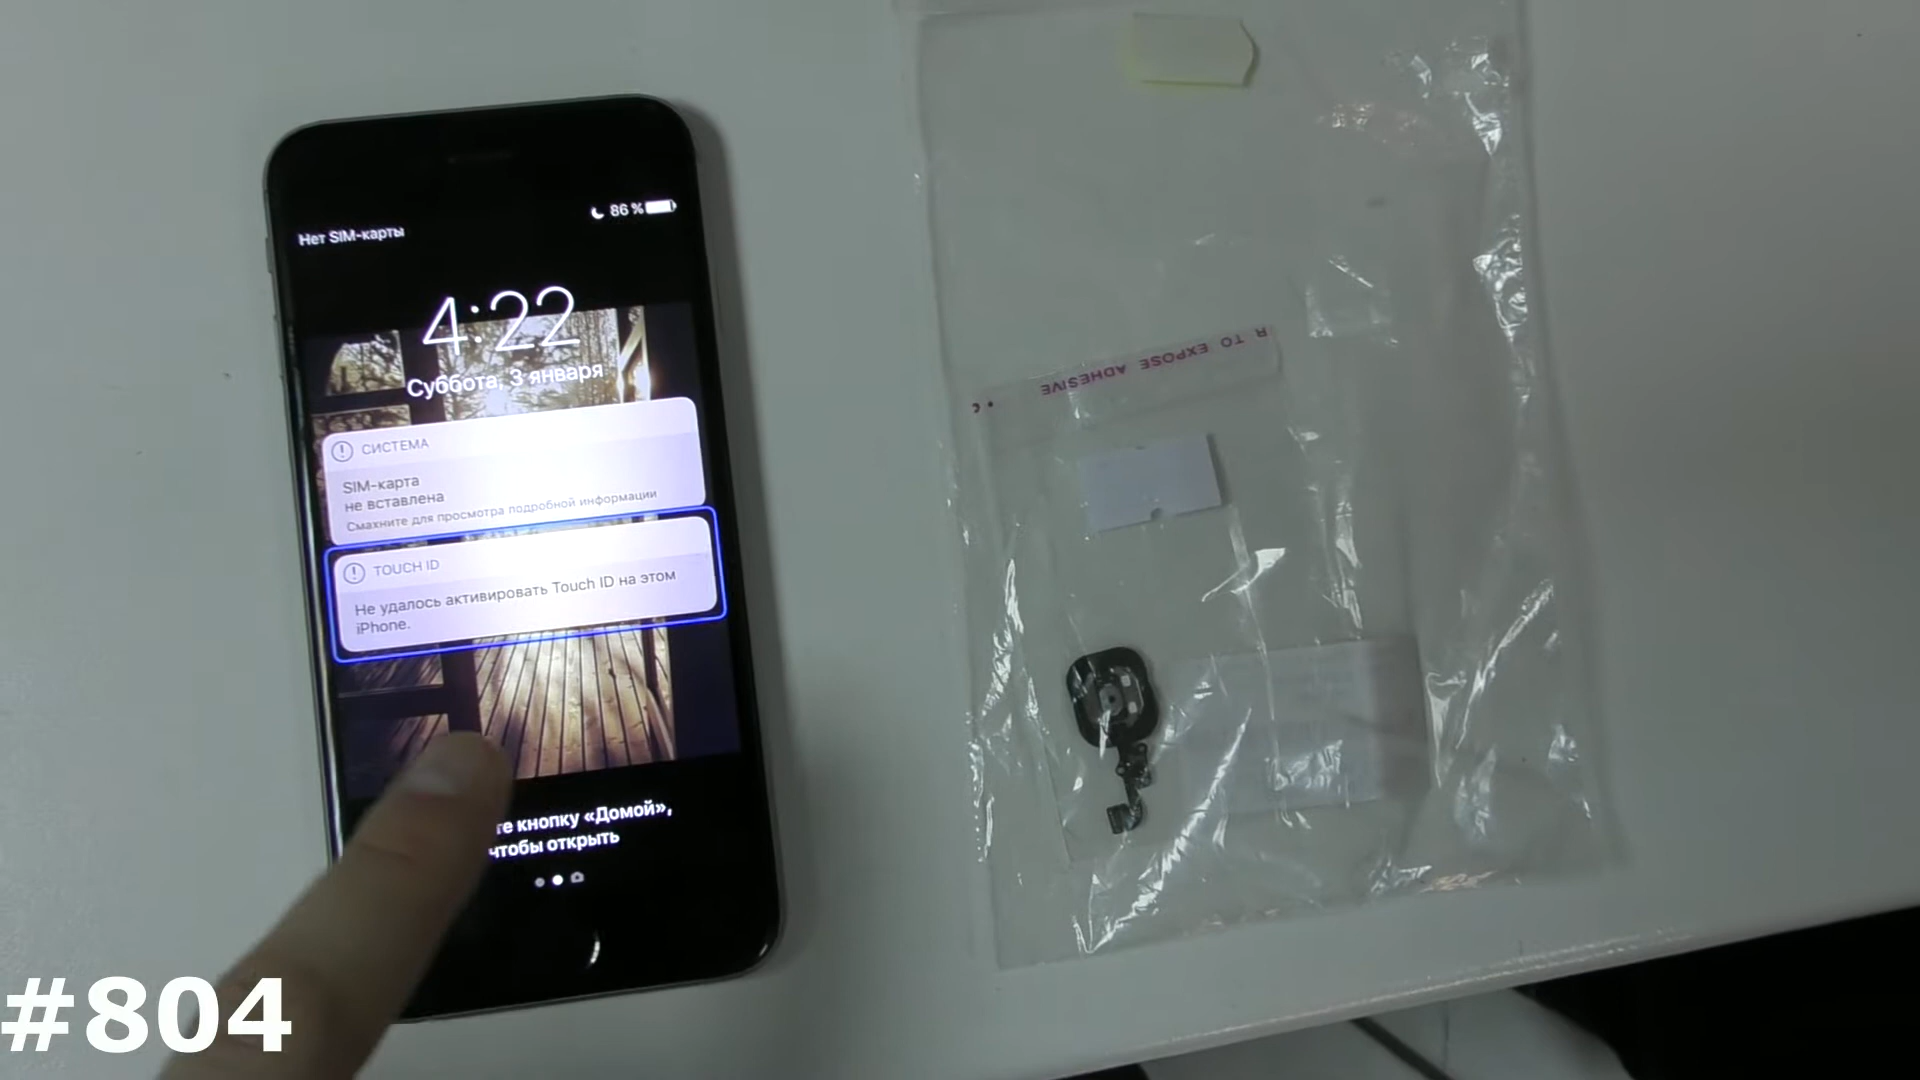 Нет SIM-карты
86 %
4:22
Суббота, 3 января
СИСТЕМА
SIM-карта
не вставлена
Смахните для просмотра подробной информации
TOUCH ID
Не удалось активировать Touch ID на этом
iPhone.
кнопку «Домой»,
чтобы открыть
R TO EXPOSE ADHESIVE
#804